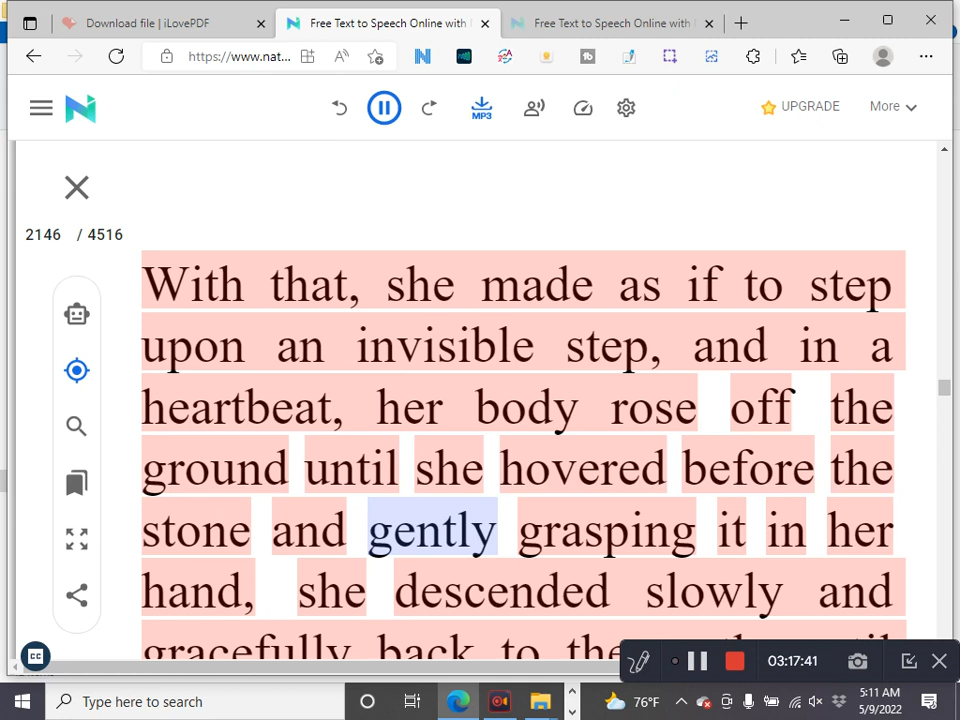 Download file | iLovePDF
Free Text to Speech Online with
Free Text to Speech Online with
https://www.nat...
MP3
UPGRADE
More
2146 / 4516
With that, she made as if to step
upon an invisible step, and in a
heartbeat, her body rose off the
ground until she hovered before the
stone and gently grasping it in her
hand, she descended slowly and
gracefully back to the
03:17:41
Type here to search
76°F
5:11 AM
5/9/2022